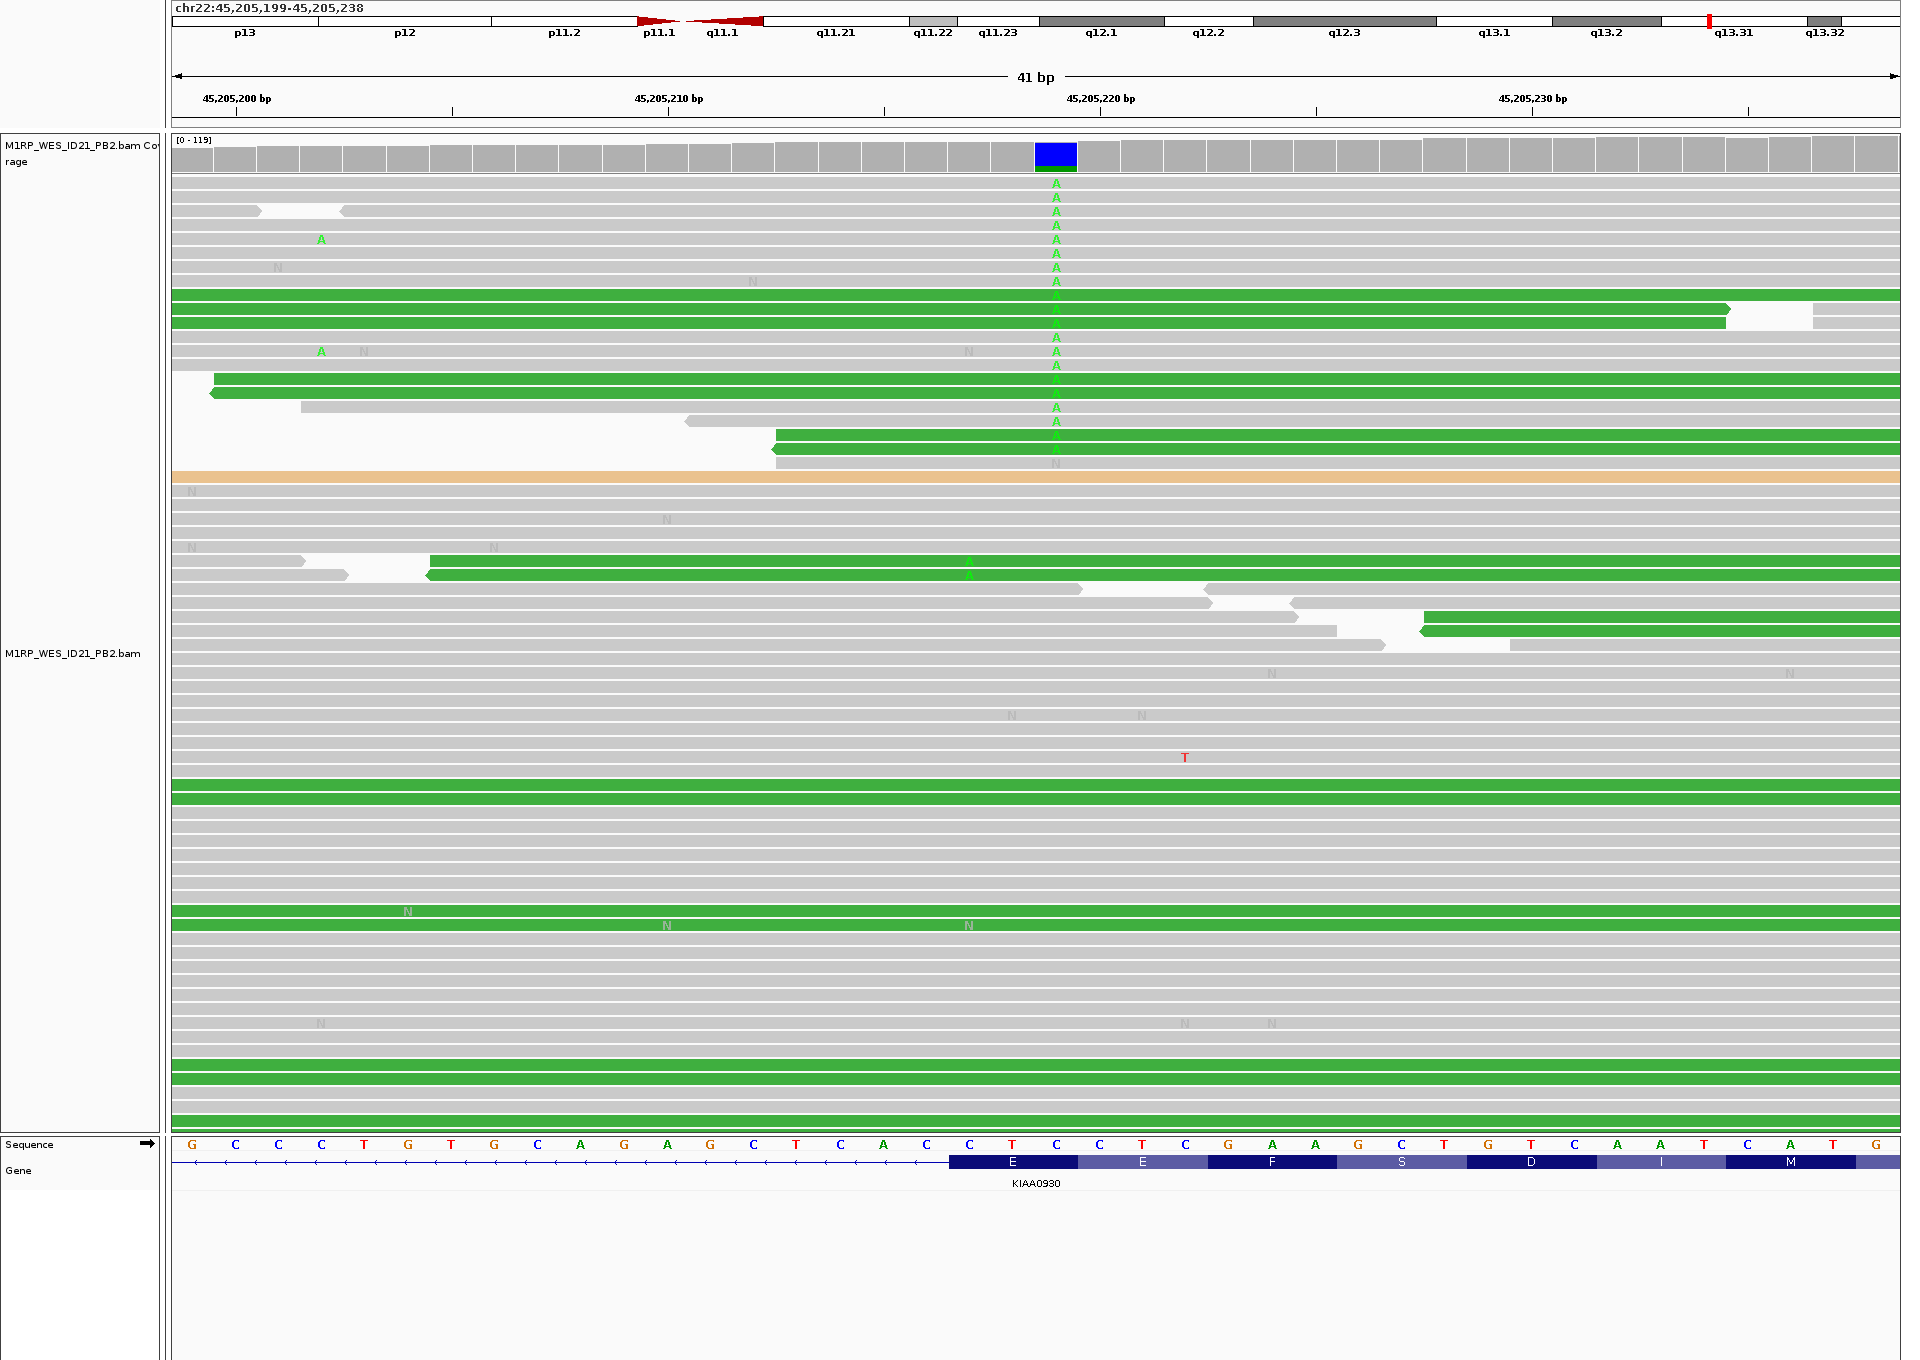 chr22:45,205,199-45,205,238
p13 p12 p11.2 p11.1 q11.1 q11.21 q11.22 q11.23 q12.1 q12.2 q12.3 q13.1 q13.2 q13.31 q13.32
41 bp
45,205,200 bp 45,205,210 bp 45,205,220 bp 45,205,230 bp
M1RP_WES_ID21_PB2.bam Co
rage
[0 - 119]
A
A
A
A
A A
A
N A
N A
A
A
A
A
A N N A
A
A
A
A
A
A
A
N
N
N
N N
A
A
M1RP_WES_ID21_PB2.bam
N N
N N
T
N
N N
N N N
Sequence G C C C T G T G C A G A G C T C A C C T C C T C G A A G C T G T C A A T C A T G
Gene E E F S D I M
KIAA0930